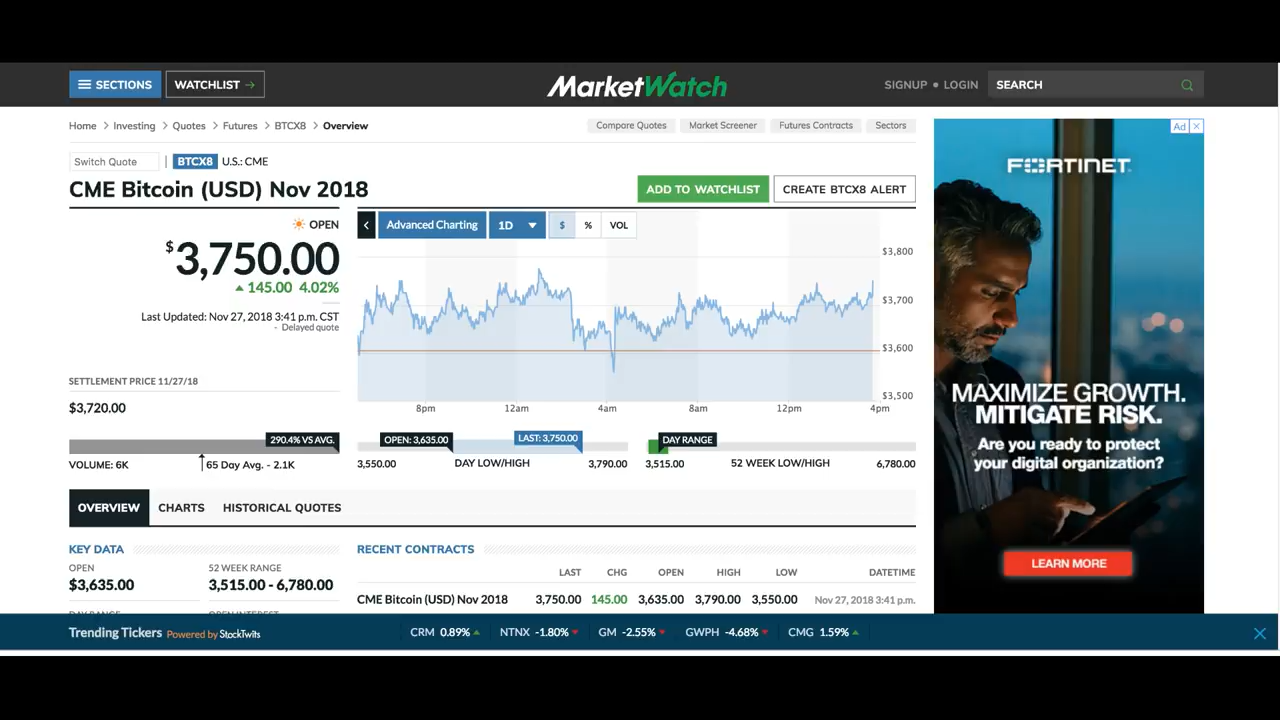 SECTIONS
WATCHLIST →
MarketWatch
SIGNUP • LOGIN
SEARCH
Home > Investing > Quotes > Futures > BTCX8 > Overview
Compare Quotes
Market Screener
Futures Contracts
Sectors
Switch Quote | BTCX8 U.S.: CME
CME Bitcoin (USD) Nov 2018
ADD TO WATCHLIST
CREATE BTCX8 ALERT
OPEN
$3,750.00
145.00 4.02%
Last Updated: Nov 27, 2018 3:41 p.m. CST
- Delayed quote
SETTLEMENT PRICE 11/27/18
$3,720.00
Advanced Charting
1D
$
%
VOL
$3,800
$3,700
$3,600
$3,500
8pm 12am 4am 8am 12pm 4pm
290.4% VS AVG.
VOLUME: 6K
65 Day Avg. - 2.1K
OPEN: 3,635.00
LAST: 3,750.00
3,550.00 DAY LOW/HIGH 3,790.00
DAY RANGE
3,515.00 52 WEEK LOW/HIGH 6,780.00
OVERVIEW
CHARTS
HISTORICAL QUOTES
KEY DATA
OPEN
$3,635.00
52 WEEK RANGE
3,515.00 - 6,780.00
DAY RANGE
OPEN INTEREST
RECENT CONTRACTS
LAST CHG OPEN HIGH LOW DATETIME
CME Bitcoin (USD) Nov 2018 3,750.00 145.00 3,635.00 3,790.00 3,550.00 Nov 27, 2018 3:41 p.m.
Ad
FORTINET
MAXIMIZE GROWTH.
MITIGATE RISK.
Are you ready to protect
your digital organization?
LEARN MORE
Trending Tickers Powered by StockTwits
CRM 0.89%
NTNX -1.80%
GM -2.55%
GWPH -4.68%
CMG 1.59%